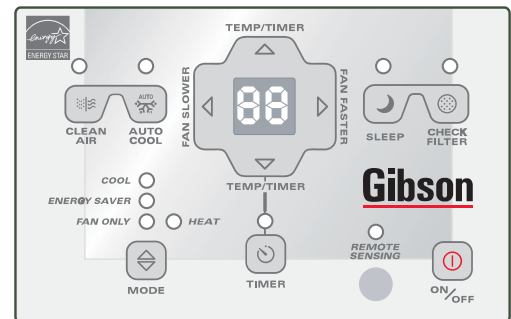 TEMP/TIMER
energy
ENERGY STAR
FAN SLOWER
88
FAN FASTER
AUTO
CLEAN
AIR
AUTO
COOL
SLEEP
CHECK
FILTER
TEMP/TIMER
Gibson
COOL
ENERGY SAVER
FAN ONLY
HEAT
REMOTE
SENSING
MODE
TIMER
ON/OFF